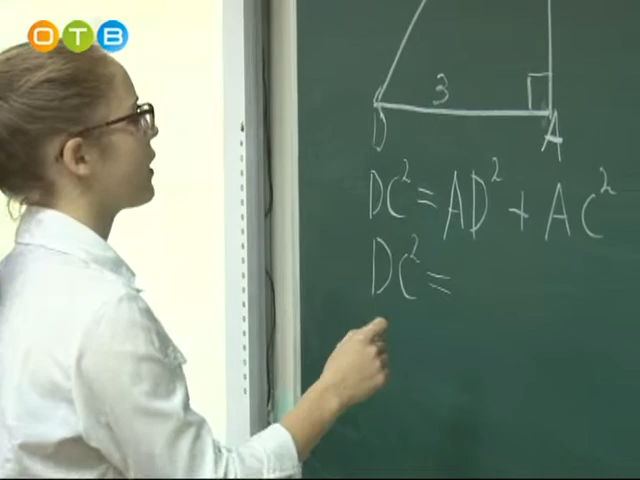 ОТВ
3
D
A
DC² = AD² + AC²
DC² =